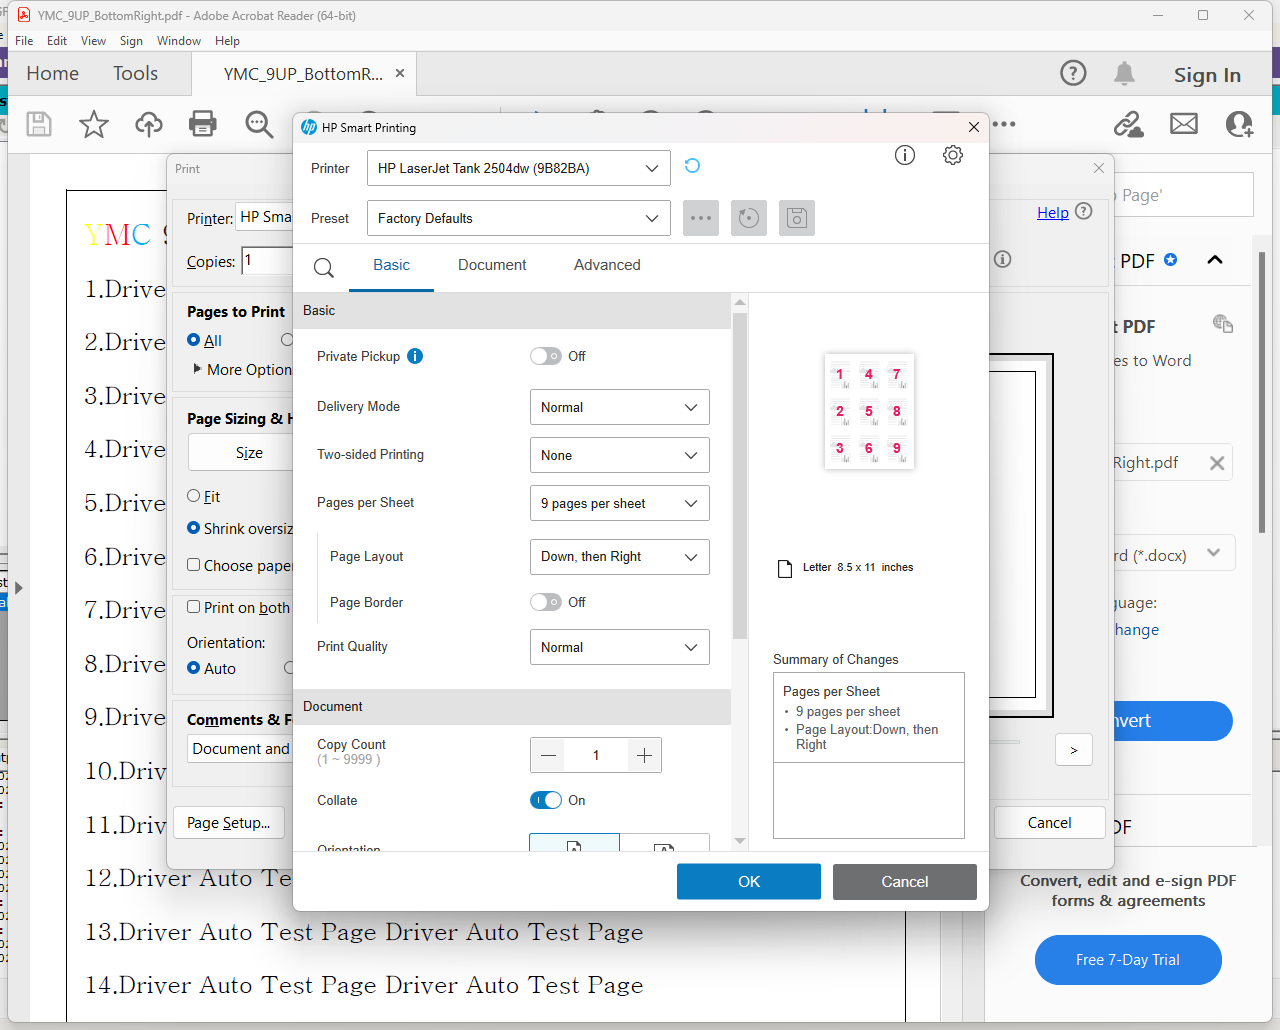 YMC_9UP_BottomRight.pdf - Adobe Acrobat Reader (64-bit)
File Edit View Sign Window Help
Home Tools YMC_9UP_BottomR... × Sign In
HP Smart Printing
Print
Printer HP LaserJet Tank 2504dw (9B82BA)
Preset Factory Defaults
Printer: HP Sma
Help
YMC 9
Copies: 1
Basic Document Advanced
PDF
Basic
Pages to Print
All
More Option
Page Sizing & H
Size
Fit
Shrink oversiz
Choose pape
Print on both
Orientation:
Auto
Comments & F
Document and
Page Setup...
Private Pickup Off
Delivery Mode Normal
Two-sided Printing None
Pages per Sheet 9 pages per sheet
Page Layout Down, then Right
Page Border Off
Print Quality Normal
Document
Copy Count
(1 ~ 9999 )
1
Collate On
Orientation
1 4 7
2 5 8
3 6 9
Letter 8.5 x 11 inches
Summary of Changes
Pages per Sheet
• 9 pages per sheet
• Page Layout:Down, then
Right
OK Cancel
>
Cancel
Page'
t PDF
es to Word
Right.pdf
rd (*.docx)
guage:
hange
nvert
DF
Convert, edit and e-sign PDF
forms & agreements
Free 7-Day Trial
1.Drive
2.Drive
3.Drive
4.Drive
5.Drive
6.Drive
7.Drive
8.Drive
9.Drive
10.Driv
11.Driv
12.Driver Auto Te
13.Driver Auto Test Page Driver Auto Test Page
14.Driver Auto Test Page Driver Auto Test Page